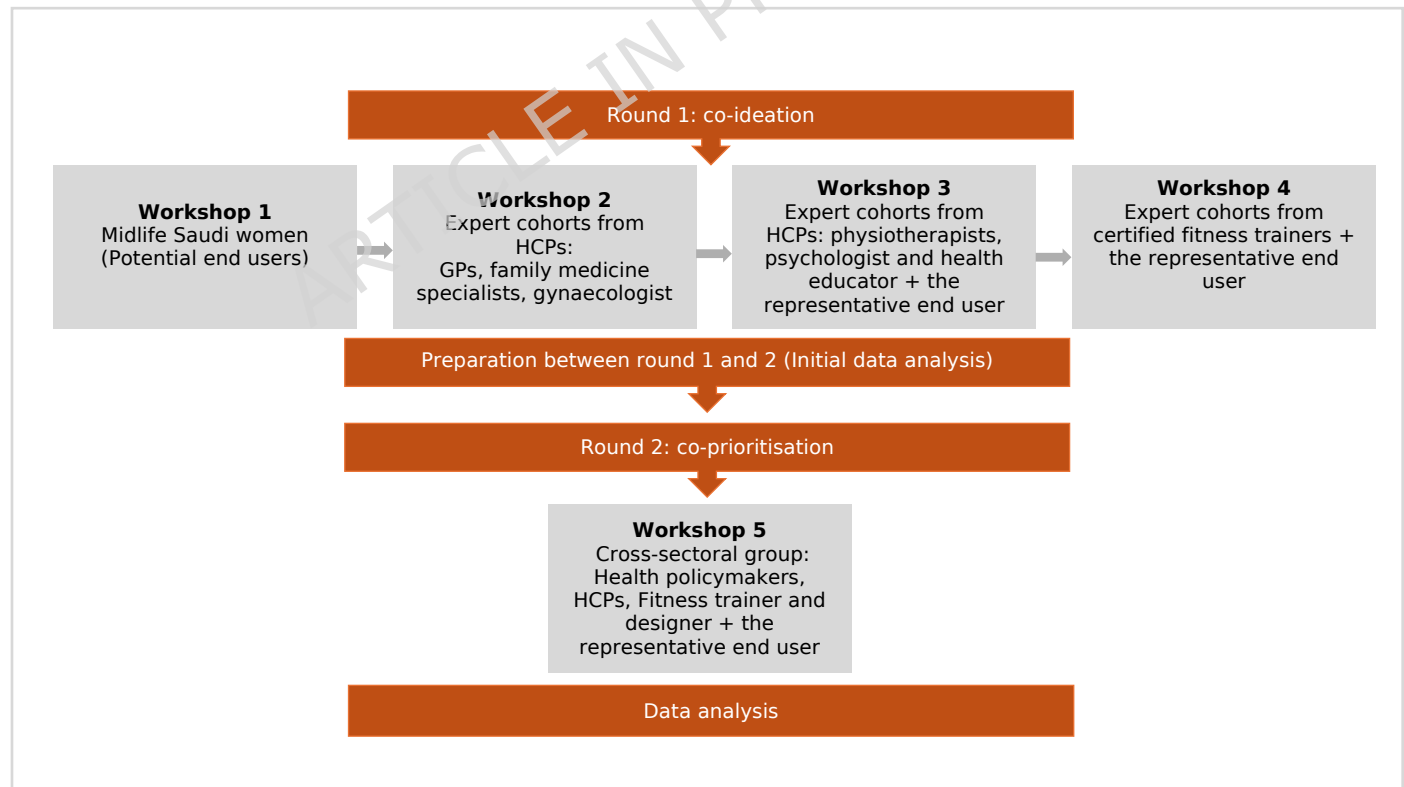 ARTICLE IN PR
Round 1: co-ideation
Workshop 1
Midlife Saudi women
(Potential end users)
Workshop 2
Expert cohorts from
HCPs:
GPs, family medicine
specialists, gynaecologist
Workshop 3
Expert cohorts from
HCPs: physiotherapists,
psychologist and health
educator + the
representative end user
Workshop 4
Expert cohorts from
certified fitness trainers +
the representative end
user
Preparation between round 1 and 2 (Initial data analysis)
Round 2: co-prioritisation
Workshop 5
Cross-sectoral group:
Health policymakers,
HCPs, Fitness trainer and
designer + the
representative end user
Data analysis